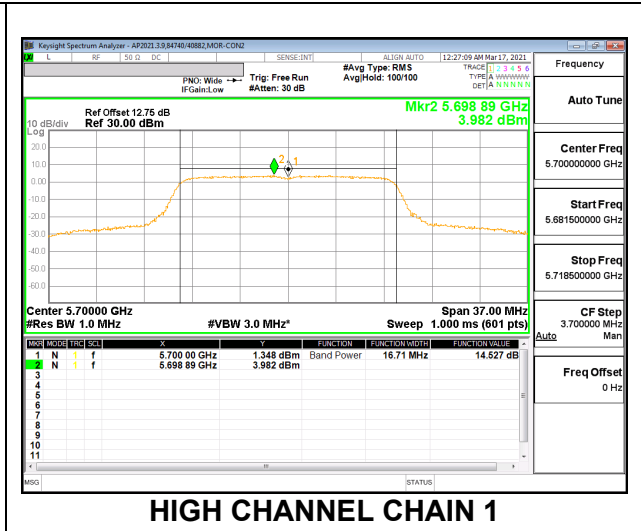 Keysight Spectrum Analyzer - AP2021.3.9,84740/40882,MOR-CON2
LXI L RF 50 Ω DC SENSE:INT ALIGN AUTO 12:27:09 AM Mar 17, 2021
PNO: Wide Trig: Free Run #Avg Type: RMS TRACE 1 2 3 4 5 6
IFGain:Low #Atten: 30 dB Avg|Hold: 100/100 TYPE A WWWWW
DET A N N N N N
Frequency
Auto Tune
Center Freq
5.700000000 GHz
Start Freq
5.681500000 GHz
Stop Freq
5.718500000 GHz
CF Step
3.700000 MHz
Auto Man
Freq Offset
0 Hz
Mkr2 5.698 89 GHz
3.982 dBm
Ref Offset 12.75 dB
10 dB/div Ref 30.00 dBm
Log
20.0
10.0
0.00
-10.0
-20.0
-30.0
-40.0
-50.0
-60.0
2 1
Center 5.70000 GHz Span 37.00 MHz
#Res BW 1.0 MHz #VBW 3.0 MHz* Sweep 1.000 ms (601 pts)
MKR MODE TRC SCL X Y FUNCTION FUNCTION WIDTH FUNCTION VALUE
1 N 1 f 5.700 00 GHz 1.348 dBm Band Power 16.71 MHz 14.527 dB
2 N 1 f 5.698 89 GHz 3.982 dBm
3
4
5
6
7
8
9
10
11
MSG STATUS
HIGH CHANNEL CHAIN 1